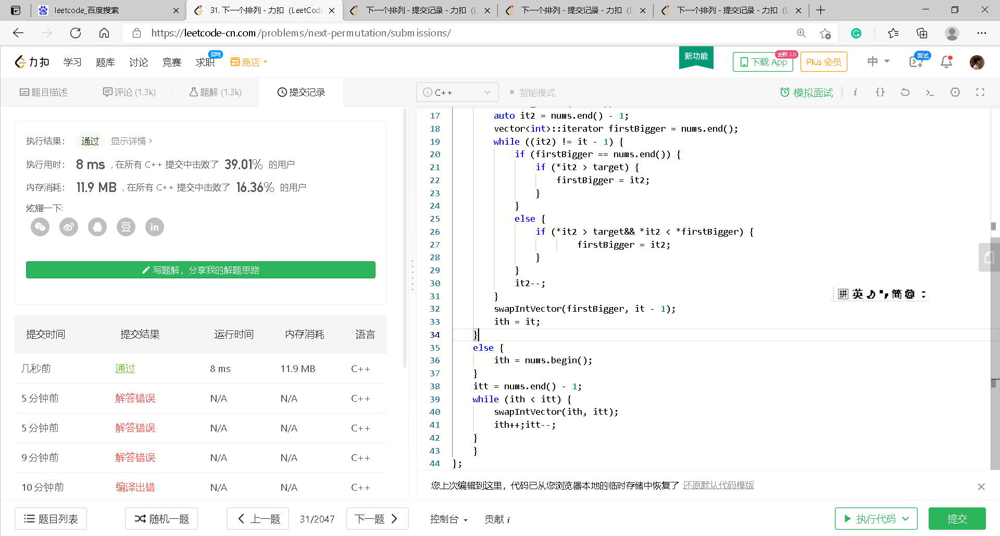 leetcode_百度搜索
31. 下一个排列 - 力扣（LeetCode
下一个排列 - 提交记录 - 力扣（L
下一个排列 - 提交记录 - 力扣（L
下一个排列 - 提交记录 - 力扣（L
https://leetcode-cn.com/problems/next-permutation/submissions/
力扣
学习
题库
讨论
竞赛
求职
招聘
商店
新功能
下载 App
全新 2.0
Plus 会员
中
面试
题目描述
评论 (1.3k)
题解 (1.3k)
提交记录
C++
智能模式
模拟面试
执行结果：
通过
显示详情 >
执行用时：
8 ms
, 在所有 C++ 提交中击败了
39.01%
的用户
内存消耗：
11.9 MB
, 在所有 C++ 提交中击败了
16.36%
的用户
炫耀一下:
写题解，分享我的解题思路
提交时间 提交结果 运行时间 内存消耗 语言
几秒前 通过 8 ms 11.9 MB C++
5 分钟前 解答错误 N/A N/A C++
5 分钟前 解答错误 N/A N/A C++
9 分钟前 解答错误 N/A N/A C++
10 分钟前 编译出错 N/A N/A C++
17 auto it2 = nums.end() - 1;
18 vector<int>::iterator firstBigger = nums.end();
19 while ((it2) != it - 1) {
20 if (firstBigger == nums.end()) {
21 if (*it2 > target) {
22 firstBigger = it2;
23 }
24 }
25 else {
26 if (*it2 > target&& *it2 < *firstBigger) {
27 firstBigger = it2;
28 }
29 }
30 it2--;
31 }
32 swapIntVector(firstBigger, it - 1);
33 ith = it;
34 }
35 else {
36 ith = nums.begin();
37 }
38 itt = nums.end() - 1;
39 while (ith < itt) {
40 swapIntVector(ith, itt);
41 ith++;itt--;
42 }
43 }
44 };
拼 英 简
您上次编辑到这里，代码已从您浏览器本地的临时存储中恢复了 还原默认代码模版
题目列表
随机一题
上一题
31/2047
下一题
控制台
贡献 i
执行代码
提交